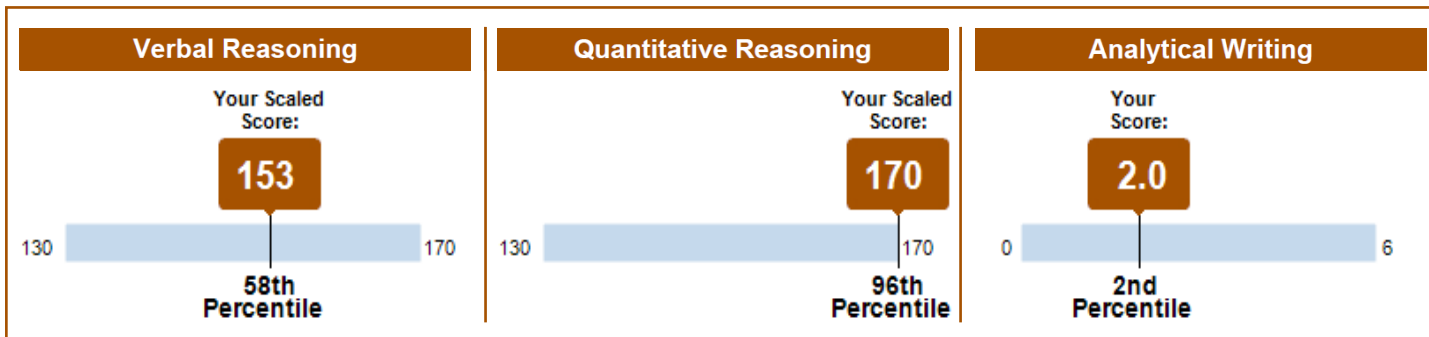 Verbal Reasoning
Your Scaled
Score:
153
130
170
58th
Percentile
Quantitative Reasoning
Your Scaled
Score:
170
130
170
96th
Percentile
Analytical Writing
Your
Score:
2.0
0
6
2nd
Percentile